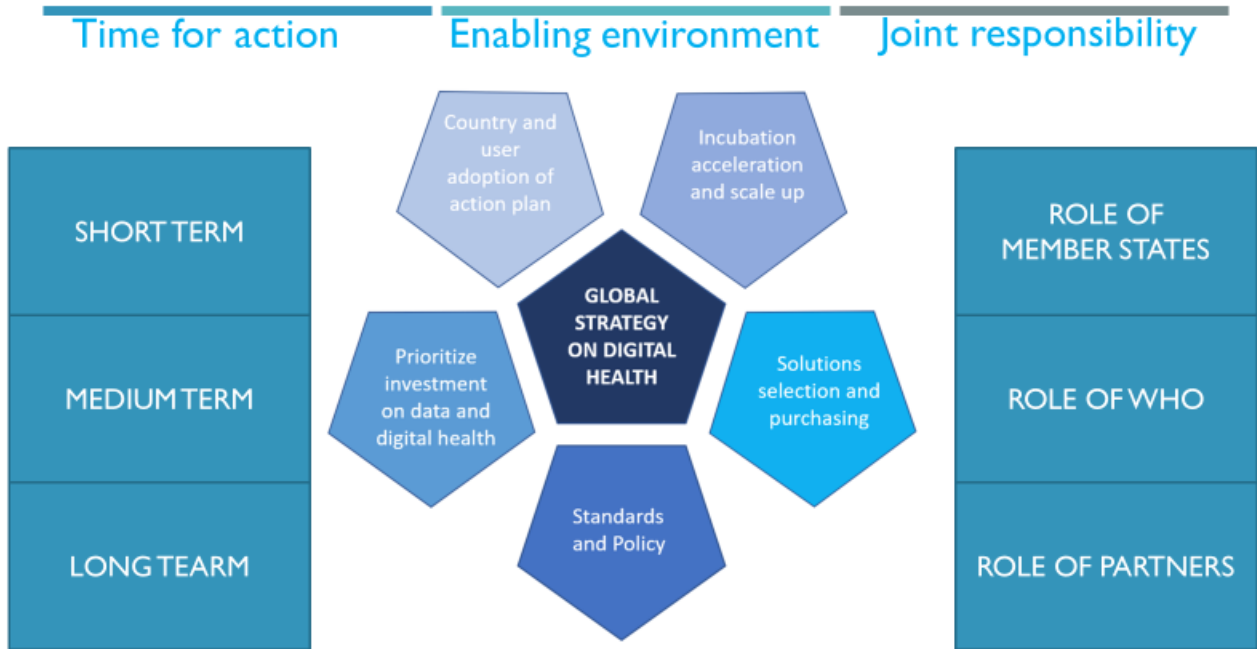 Time for action
Enabling environment
Joint responsibility
SHORT TERM
MEDIUM TERM
LONG TEARM
Country and
user
adoption of
action plan
Incubation
acceleration
and scale up
GLOBAL
STRATEGY
ON DIGITAL
HEALTH
Prioritize
investment
on data and
digital health
Solutions
selection and
purchasing
Standards
and Policy
ROLE OF
MEMBER STATES
ROLE OF WHO
ROLE OF PARTNERS